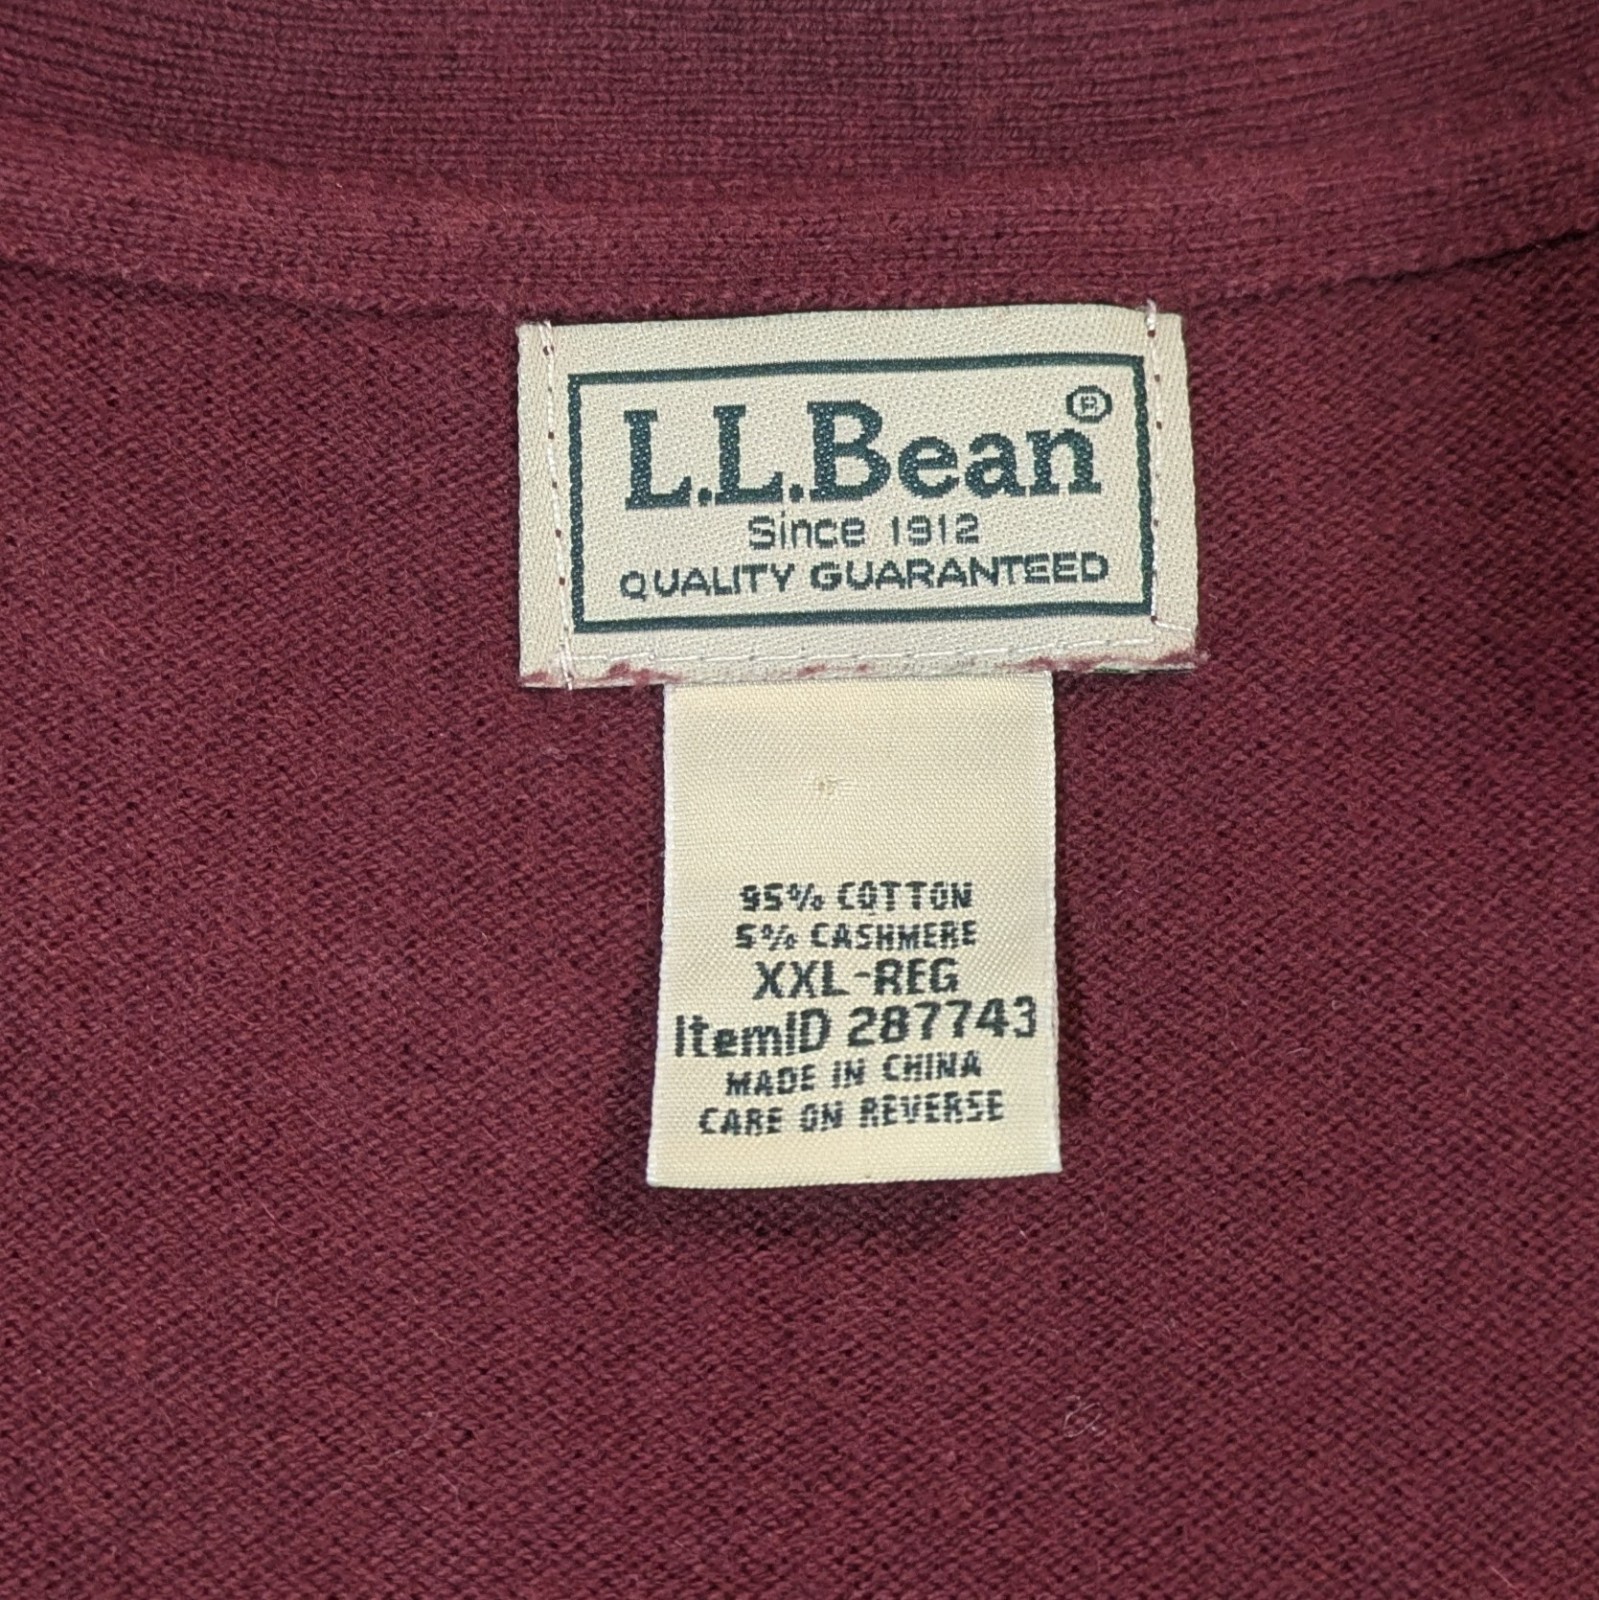 L.L.Bean®
Since 1912
QUALITY GUARANTEED
95% COTTON
5% CASHMERE
XXL-REG
ItemID 287743
MADE IN CHINA
CARE ON REVERSE